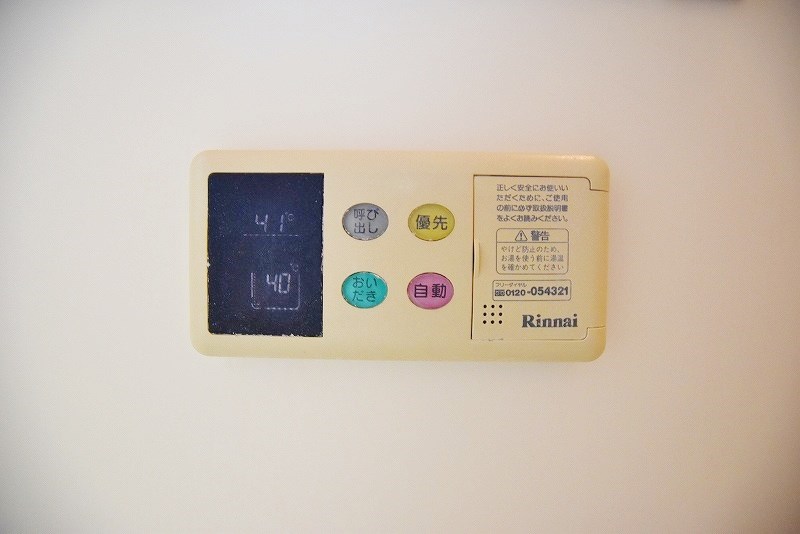 41℃
40℃
呼び
出し
優先
おい
だき
自動
正しく安全にお使いい
ただくために、ご使用
の前に必ず取扱説明書
をよくお読みください。
⚠警告
やけど防止のため、
お湯を使う前に湯温
を確かめてください
フリーダイヤル
0120-054321
Rinnai